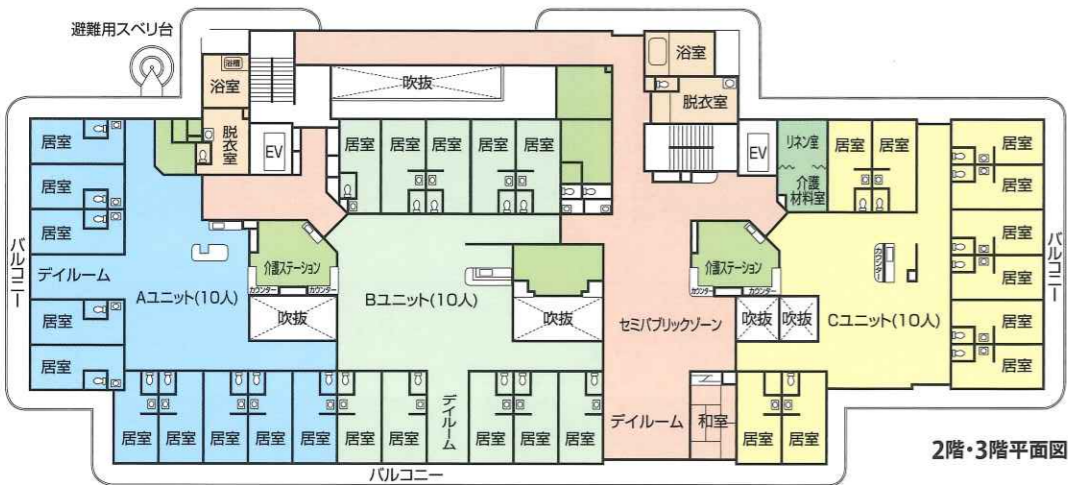 避難用スベリ台
浴槽
浴室
吹抜
浴室
脱衣室
脱衣室
EV
EV
リネン室
介護材料室
居室
居室
居室
デイルーム
居室
居室
バルコニー
Aユニット(10人)
居室
居室
居室
居室
居室
介護ステーション
カウンター
カウンター
吹抜
居室
居室
居室
居室
居室
Bユニット(10人)
吹抜
居室
居室
デイルーム
居室
居室
居室
セミパブリックゾーン
デイルーム
和室
介護ステーション
カウンター
カウンター
吹抜
吹抜
居室
居室
カウンター
Cユニット(10人)
居室
居室
居室
居室
居室
居室
居室
居室
バルコニー
バルコニー
2階・3階平面図